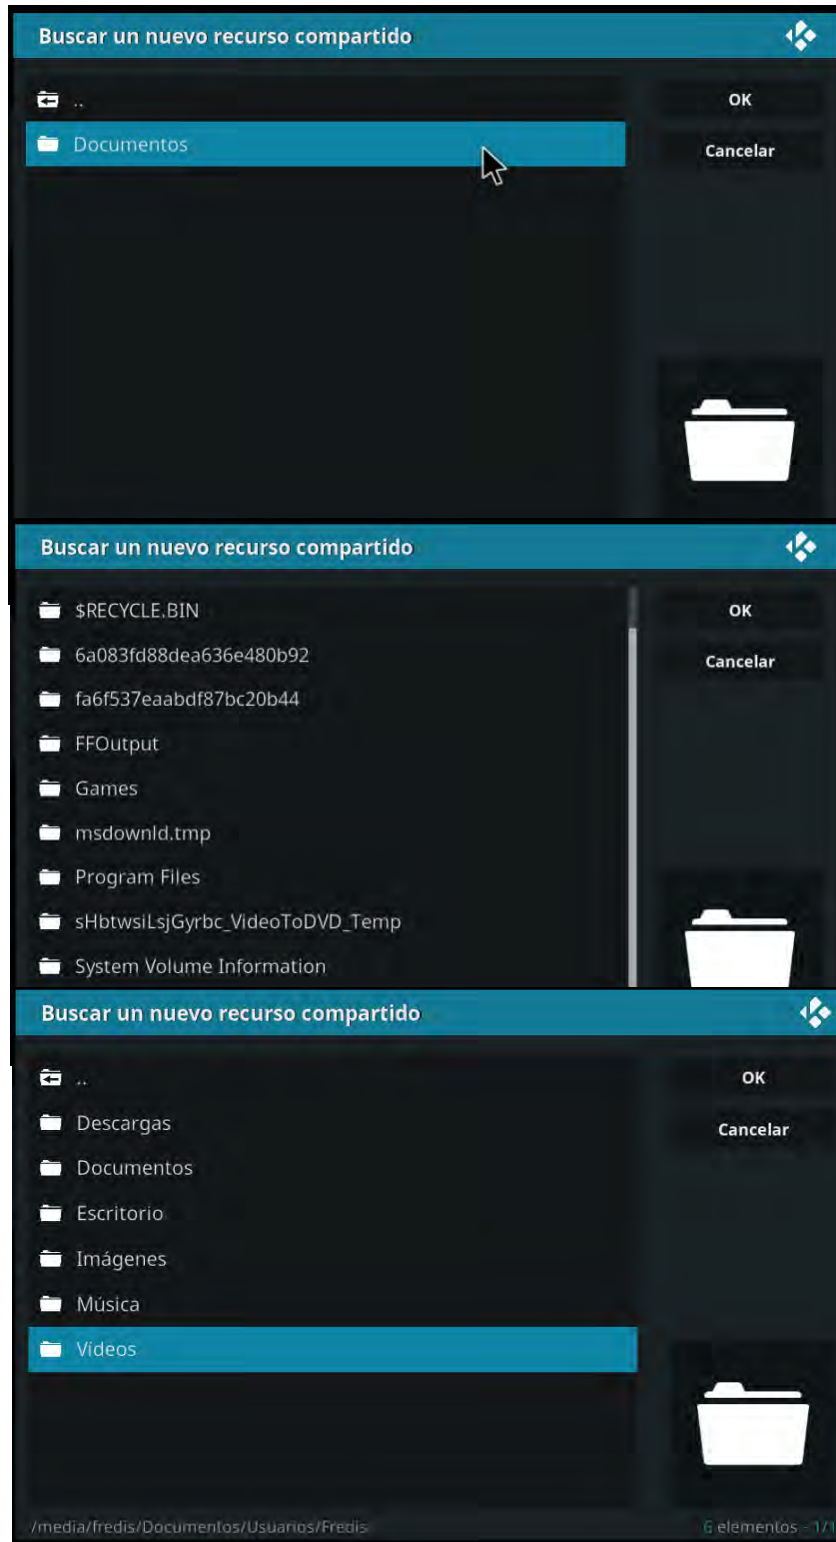 Buscar un nuevo recurso compartido
..
OK
Documentos
Cancelar
Buscar un nuevo recurso compartido
$RECYCLE.BIN
OK
6a083fd88dea636e480b92
Cancelar
fa6f537eaabdf87bc20b44
FFOutput
Games
msdownld.tmp
Program Files
sHbtwsiLsjGyrbc_VideoToDVD_Temp
System Volume Information
Buscar un nuevo recurso compartido
..
OK
Descargas
Cancelar
Documentos
Escritorio
Imágenes
Música
Vídeos
/media/fredis/Documentos/Usuarios/Fredis
6 elementos - 1/1